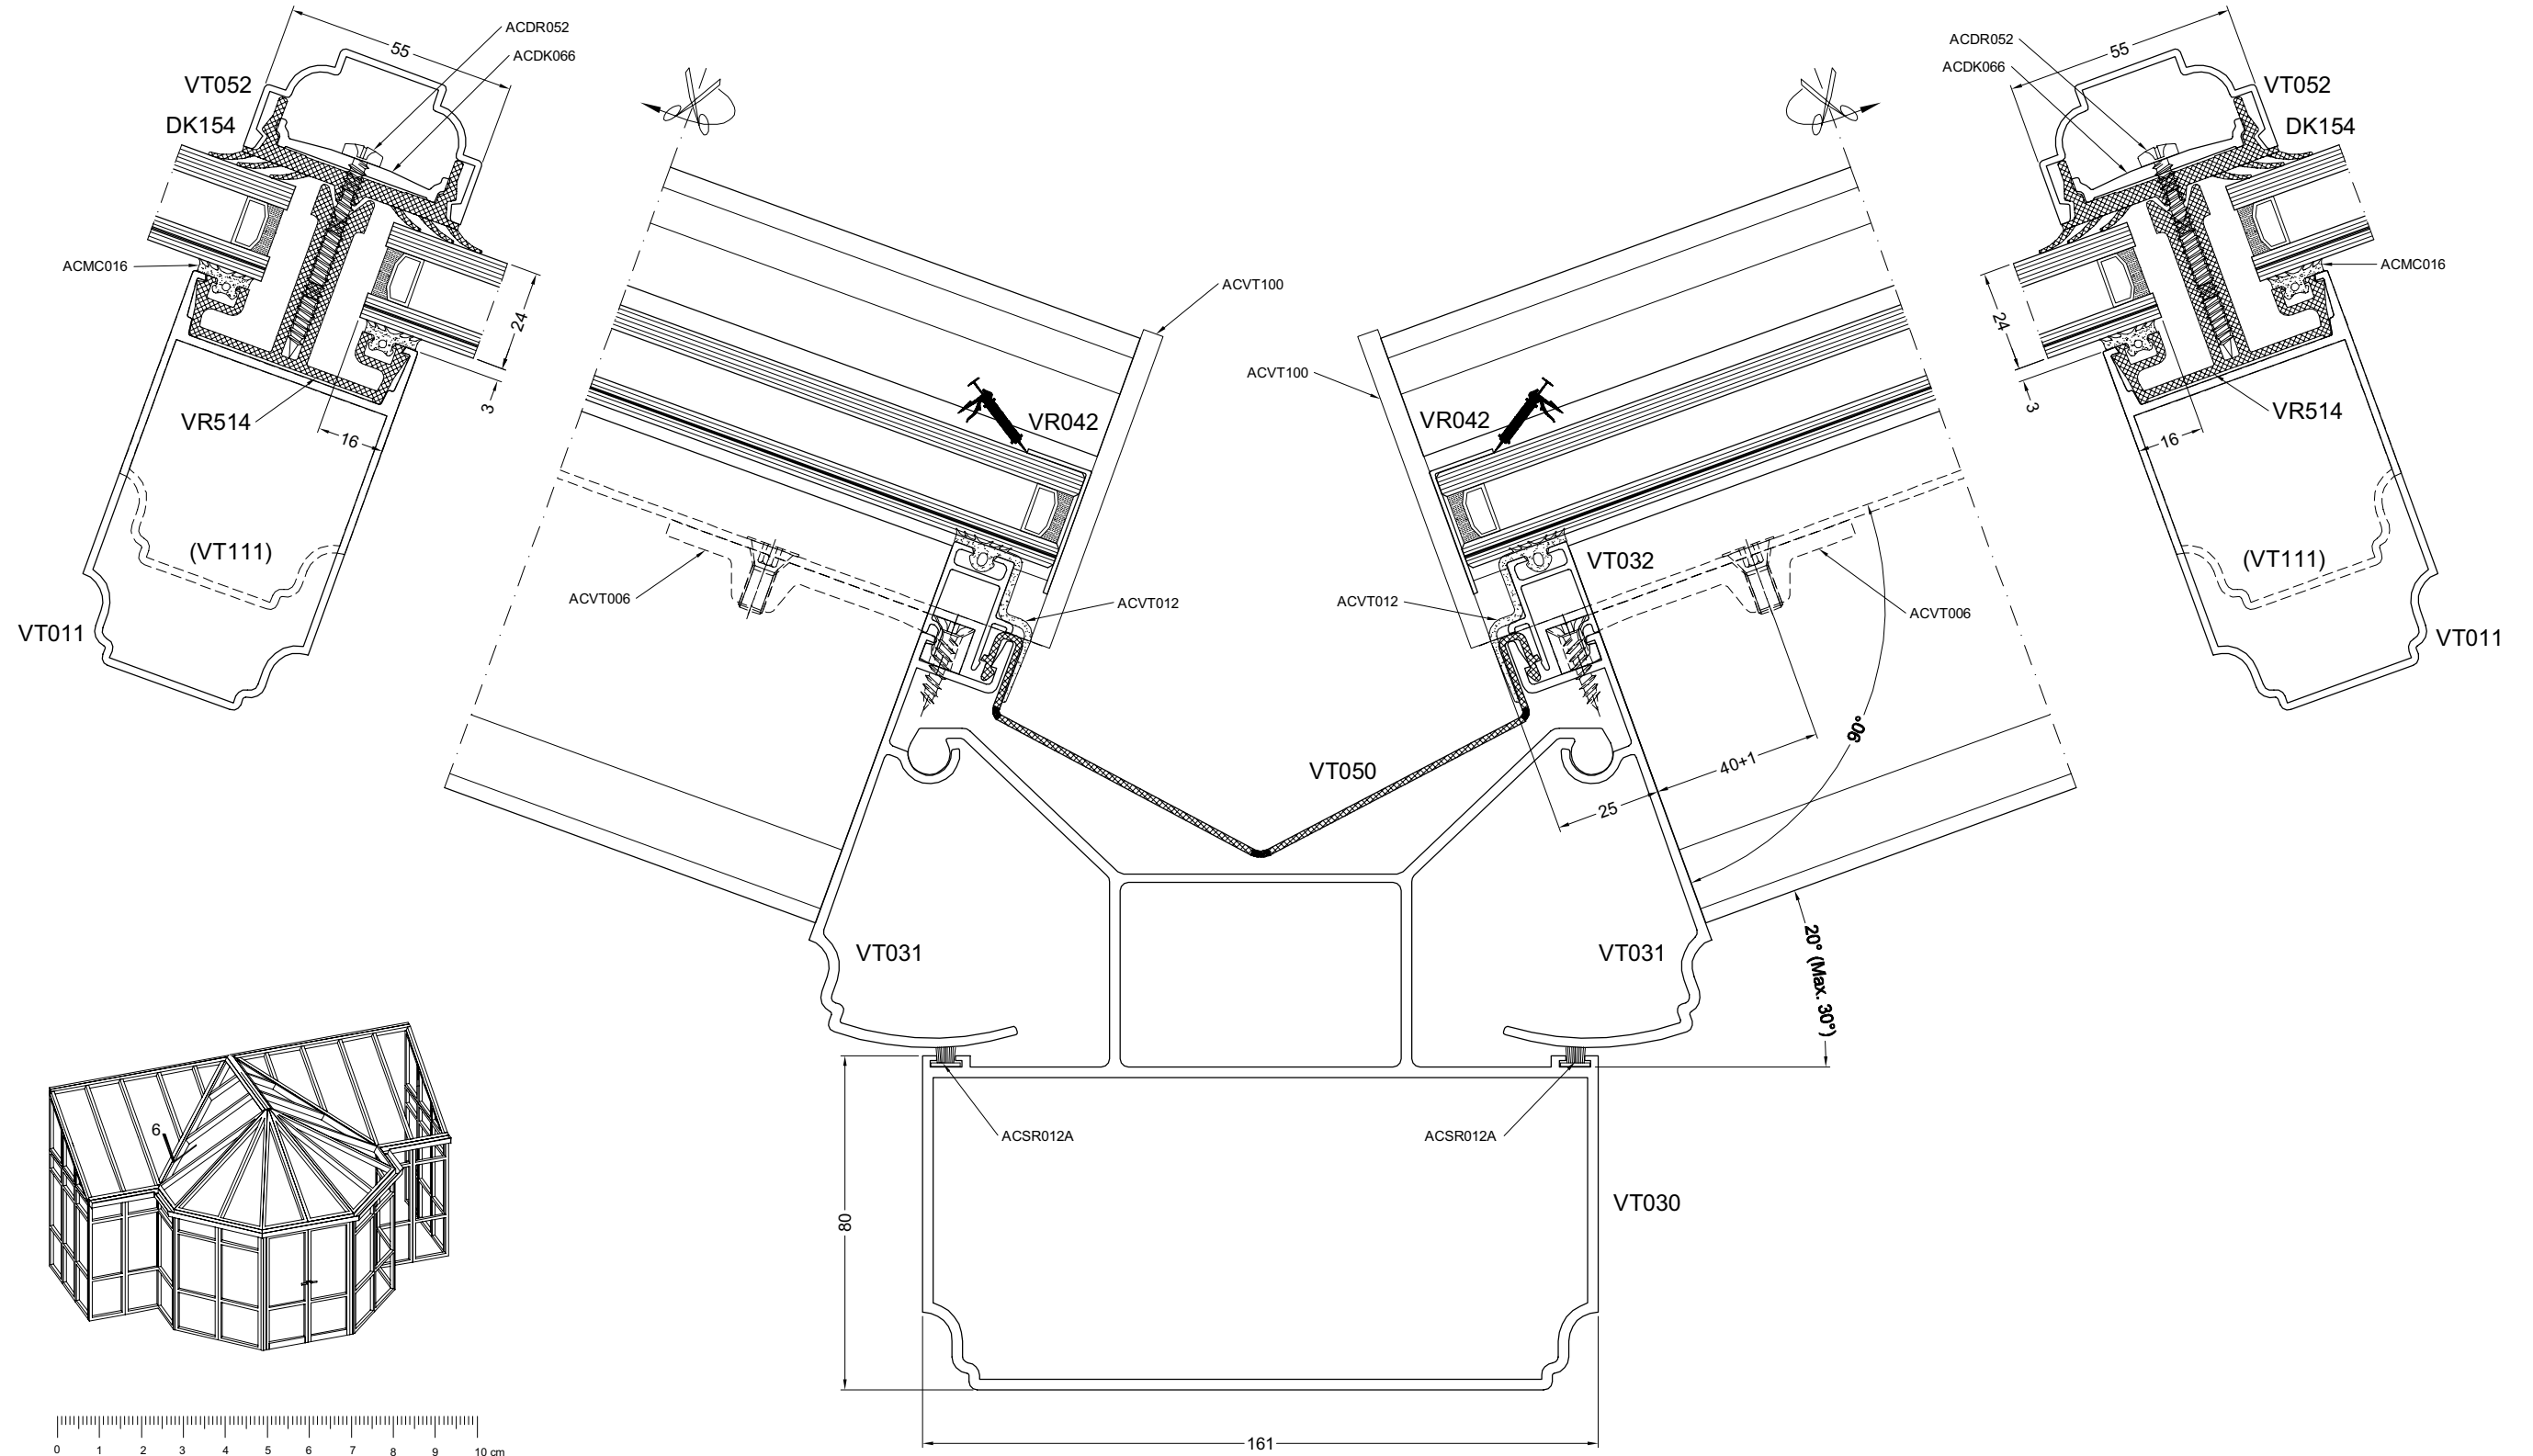 55
ACDR052
ACDK066
VT052
DK154
ACMC016
24
3
VR514
16
(VT111)
VT011
ACVT100
VR042
ACVT006
ACVT012
ACDR052
ACDK066
55
VT052
DK154
ACMC016
24
3
VR514
16
(VT111)
VT011
ACVT100
VR042
VT032
ACVT012
ACVT006
90°
40+1
25
VT050
VT031
VT031
20° (Max. 30°)
ACSR012A
ACSR012A
VT030
80
161
6
0 1 2 3 4 5 6 7 8 9 10 cm